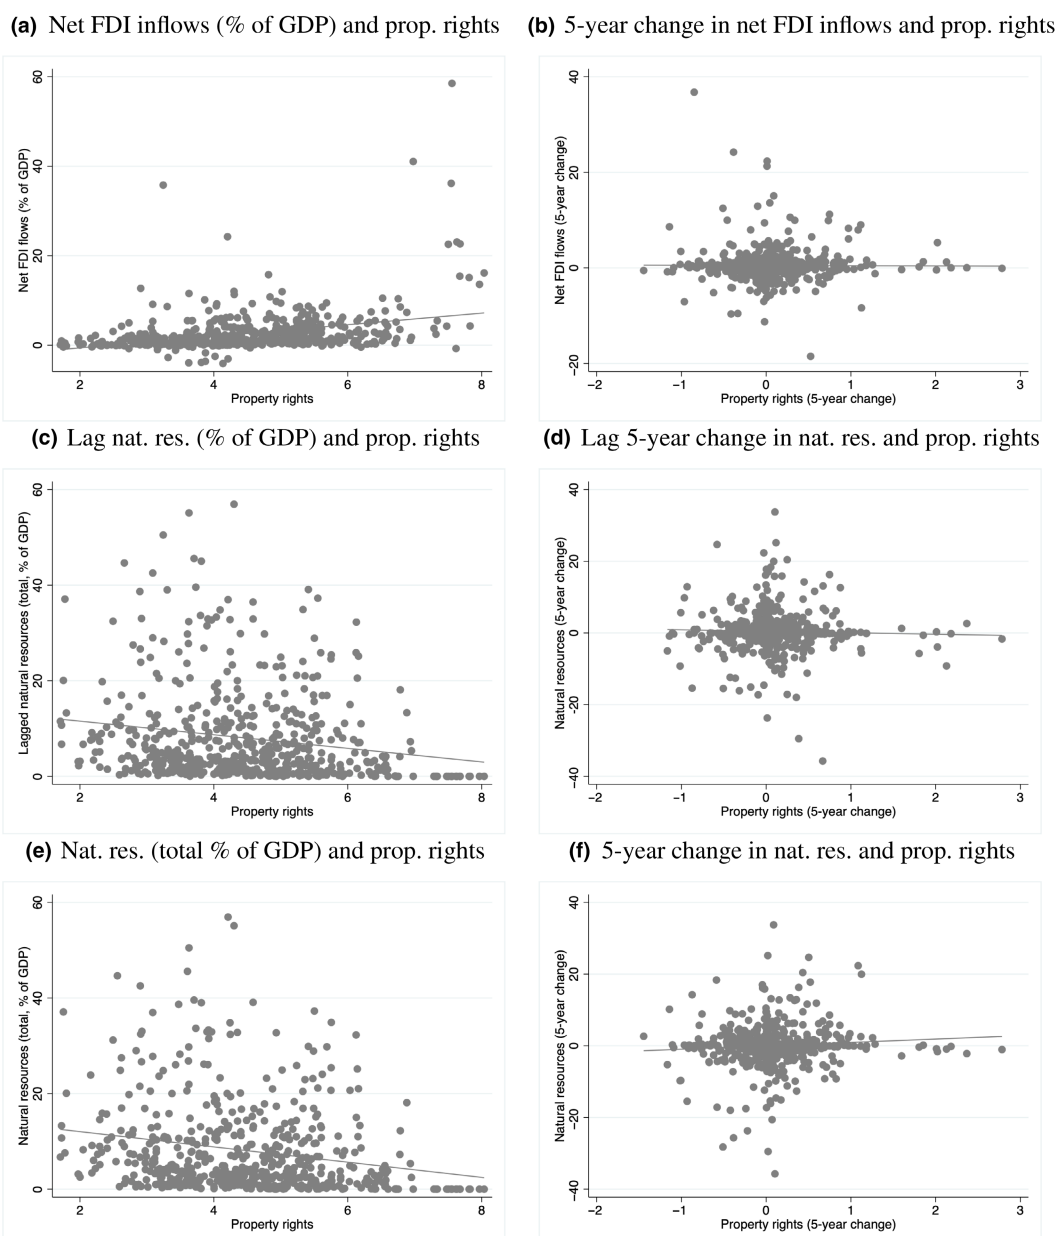 (a) Net FDI inflows (% of GDP) and prop. rights
(b) 5-year change in net FDI inflows and prop. rights
Net FDI flows (% of GDP)
60
40
20
0
2 4 6 8
Property rights
Net FDI flows (5-year change)
40
20
0
−20
−2 −1 0 1 2 3
Property rights (5-year change)
(c) Lag nat. res. (% of GDP) and prop. rights
(d) Lag 5-year change in nat. res. and prop. rights
Lagged natural resources (total, % of GDP)
60
40
20
0
2 4 6 8
Property rights
Natural resources (5-year change)
40
20
0
−20
−40
−2 −1 0 1 2 3
Property rights (5-year change)
(e) Nat. res. (total % of GDP) and prop. rights
(f) 5-year change in nat. res. and prop. rights
Natural resources (total, % of GDP)
60
40
20
0
2 4 6 8
Property rights
Natural resources (5-year change)
40
20
0
−20
−40
−2 −1 0 1 2 3
Property rights (5-year change)